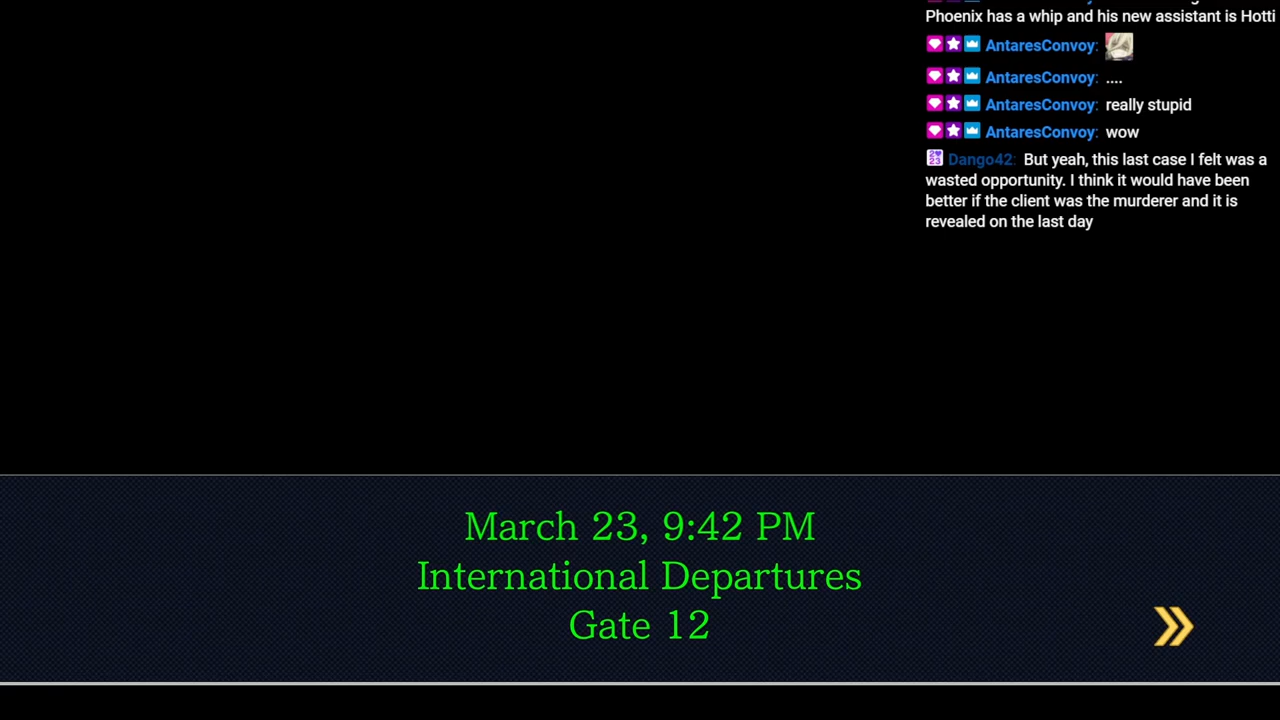 Phoenix has a whip and his new assistant is Hotti
AntaresConvoy:
AntaresConvoy: ....
AntaresConvoy: really stupid
AntaresConvoy: wow
Dango42: But yeah, this last case I felt was a
wasted opportunity. I think it would have been
better if the client was the murderer and it is
revealed on the last day
March 23, 9:42 PM
International Departures
Gate 12